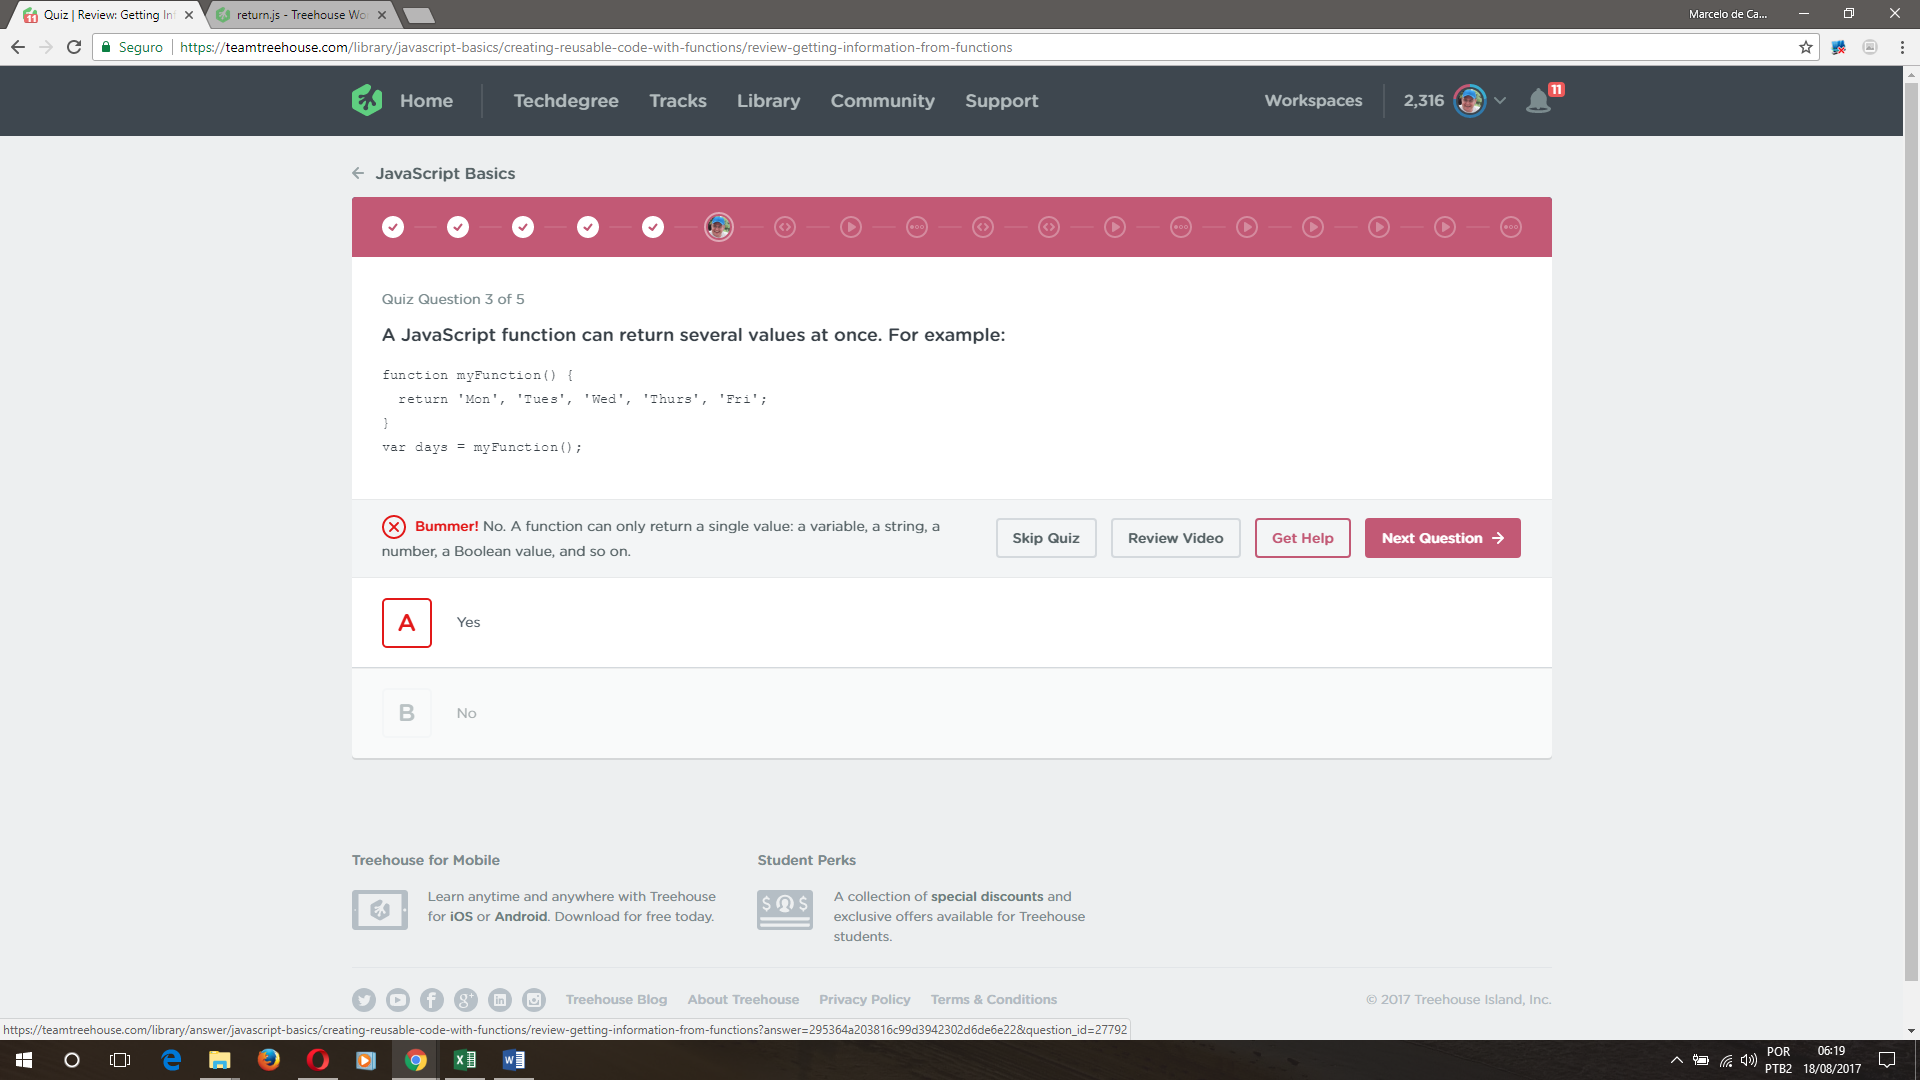 Quiz | Review: Getting Int
return.js - Treehouse Wo
Marcelo de Ca...
Seguro
https://teamtreehouse.com/library/javascript-basics/creating-reusable-code-with-functions/review-getting-information-from-functions
Home
Techdegree
Tracks
Library
Community
Support
Workspaces
2,316
11
JavaScript Basics
Quiz Question 3 of 5
A JavaScript function can return several values at once. For example:
function myFunction() {
  return 'Mon', 'Tues', 'Wed', 'Thurs', 'Fri';
}
var days = myFunction();
Bummer! No. A function can only return a single value: a variable, a string, a
number, a Boolean value, and so on.
Skip Quiz
Review Video
Get Help
Next Question
A
Yes
B
No
Treehouse for Mobile
Learn anytime and anywhere with Treehouse
for iOS or Android. Download for free today.
Student Perks
A collection of special discounts and
exclusive offers available for Treehouse
students.
Treehouse Blog
About Treehouse
Privacy Policy
Terms & Conditions
© 2017 Treehouse Island, Inc.
https://teamtreehouse.com/library/answer/javascript-basics/creating-reusable-code-with-functions/review-getting-information-from-functions?answer=295364a203816c99d3942302d6de6e22&question_id=27792
POR
PTB2
06:19
18/08/2017